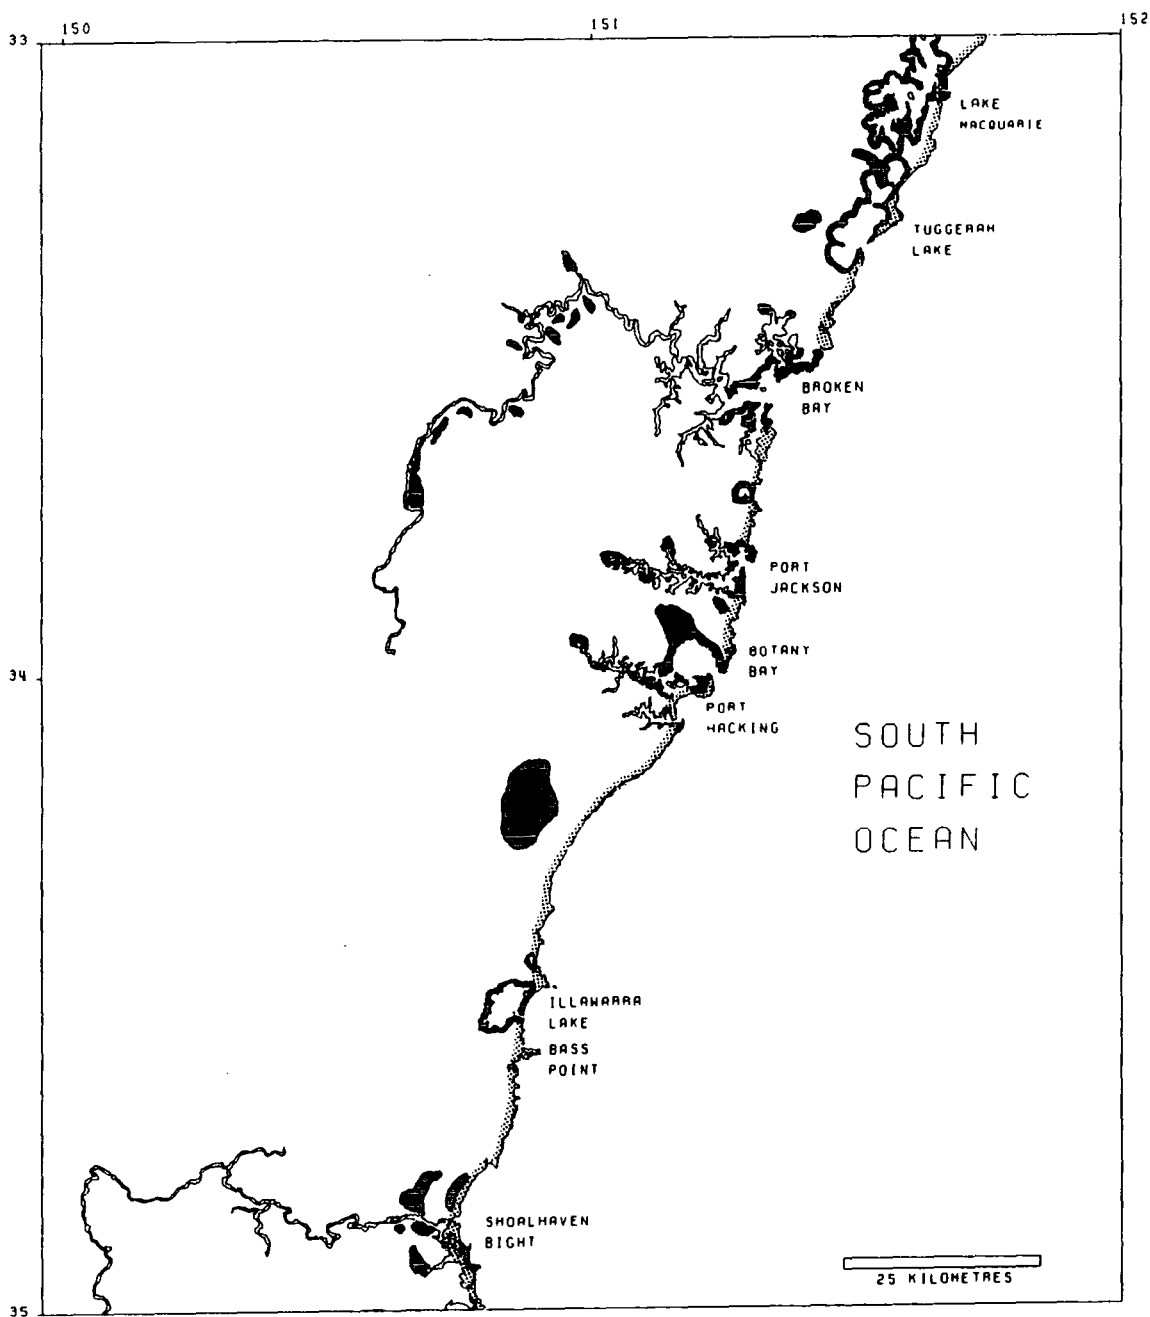 150
151
152
33
LAKE
MACQUARIE
TUGGERAH
LAKE
BROKEN
BAY
PORT
JACKSON
BOTANY
BAY
34
PORT
HACKING
SOUTH
PACIFIC
OCEAN
ILLAWARRA
LAKE
BASS
POINT
SHOALHAVEN
BIGHT
25 KILOMETRES
35